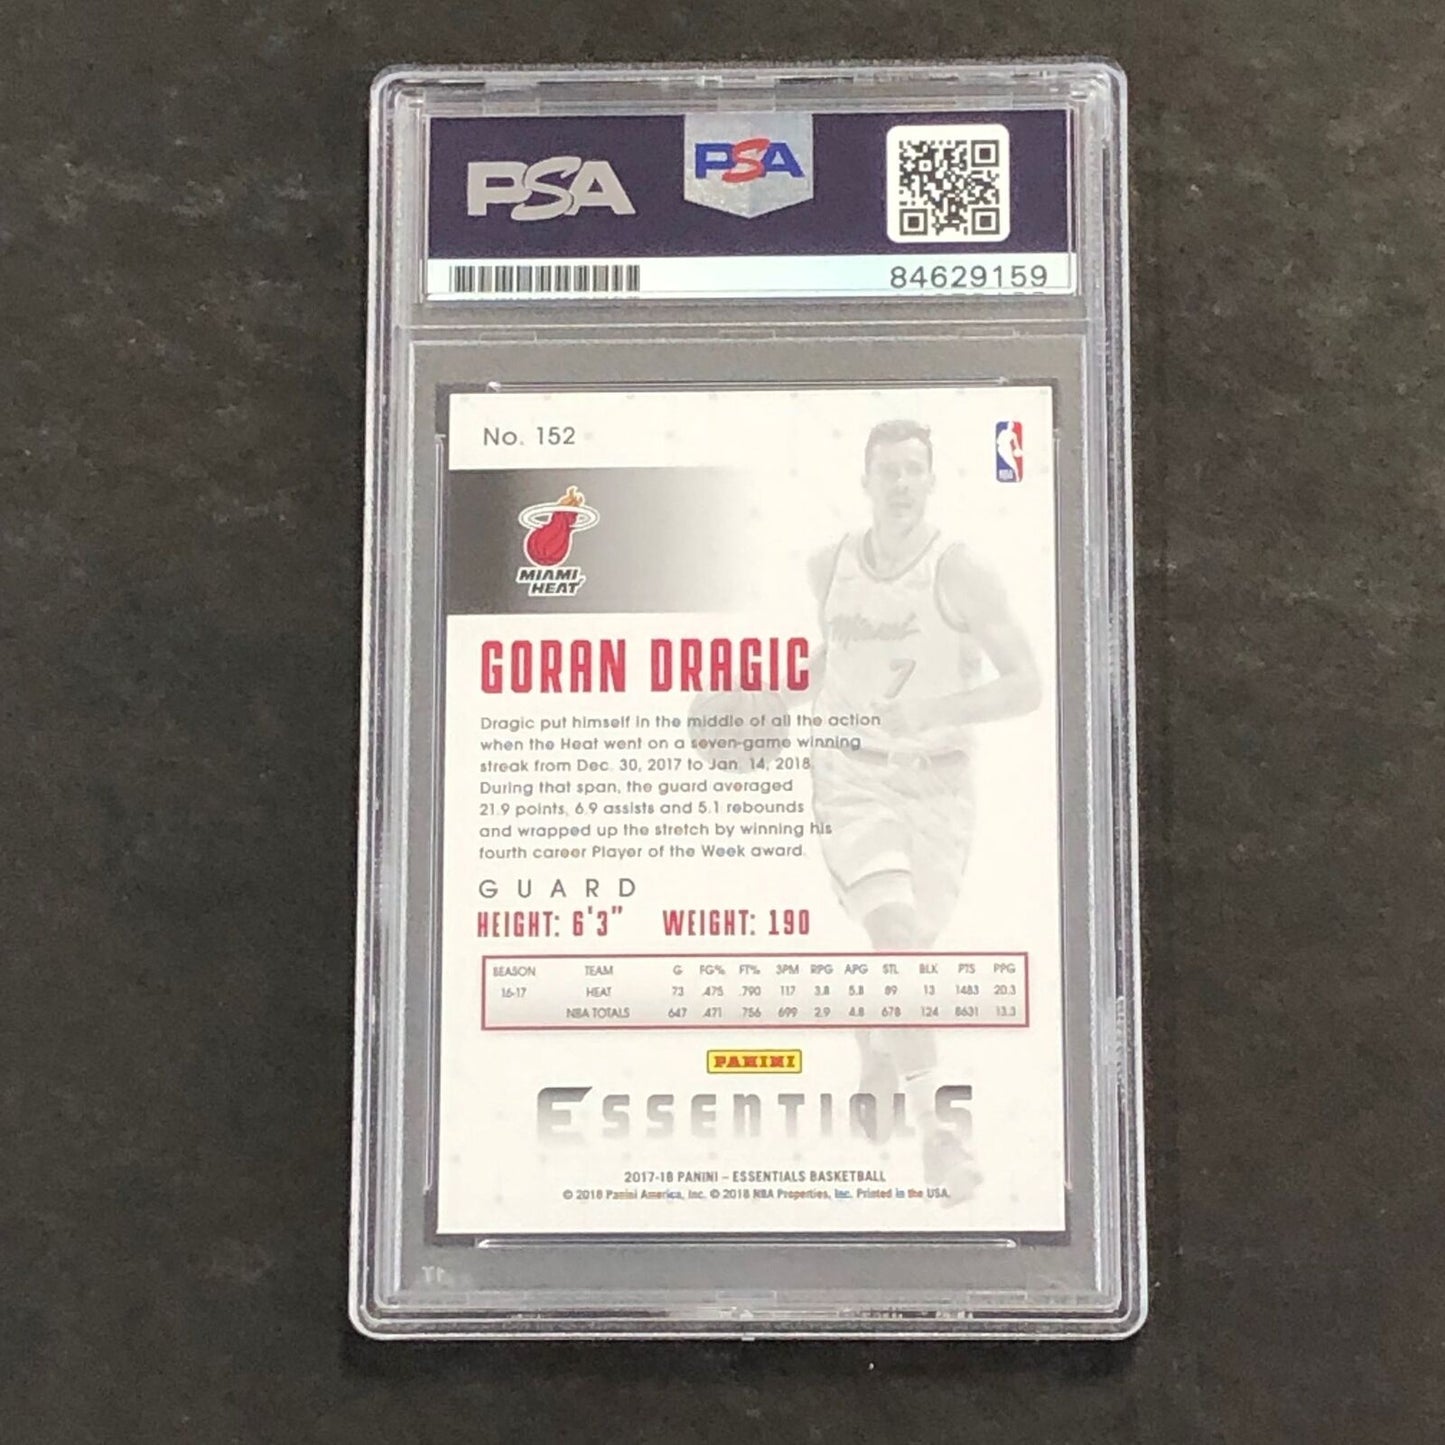 PSA
PSA
84629159
No. 152
NBA
MIAMI
HEAT
GORAN DRAGIC
Dragic put himself in the middle of all the action
when the Heat went on a seven-game winning
streak from Dec. 30, 2017 to Jan. 14, 2018.
During that span, the guard averaged
21.9 points, 6.9 assists and 5.1 rebounds
and wrapped up the stretch by winning his
fourth career Player of the Week award.
Miami
7
GUARD
HEIGHT: 6'3" WEIGHT: 190
SEASON TEAM G FG% FT% 3PM RPG APG STL BLK PTS PPG
16-17 HEAT 73 .475 .790 117 3.8 5.8 89 13 1483 20.3
NBA TOTALS 647 .471 .756 699 2.9 4.8 678 124 8631 13.3
PANINI
ESSENTIALS
2017-18 PANINI – ESSENTIALS BASKETBALL
© 2018 Panini America, Inc. © 2018 NBA Properties, Inc. Printed in the USA.